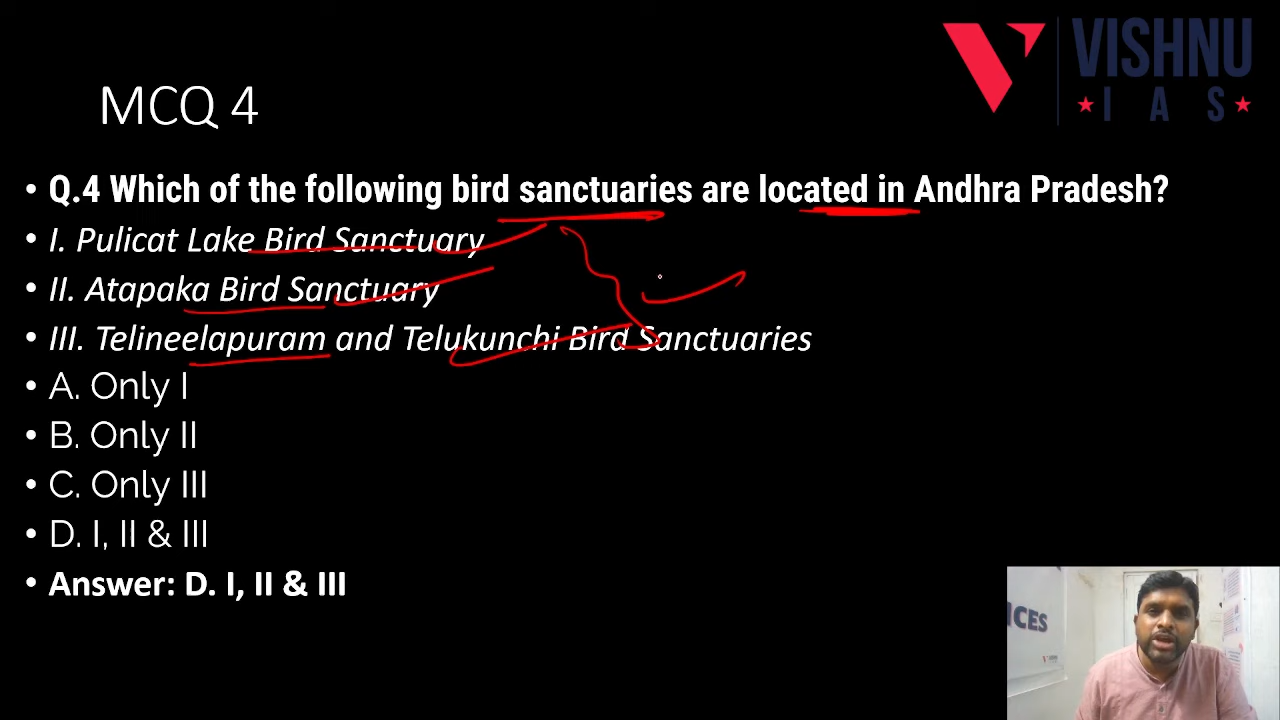 VISHNU
IAS
MCQ 4
• Q.4 Which of the following bird sanctuaries are located in Andhra Pradesh?
• I. Pulicat Lake Bird Sanctuary
• II. Atapaka Bird Sanctuary
• III. Telineelapuram and Telukunchi Bird Sanctuaries
• A. Only I
• B. Only II
• C. Only III
• D. I, II & III
• Answer: D. I, II & III
ICES